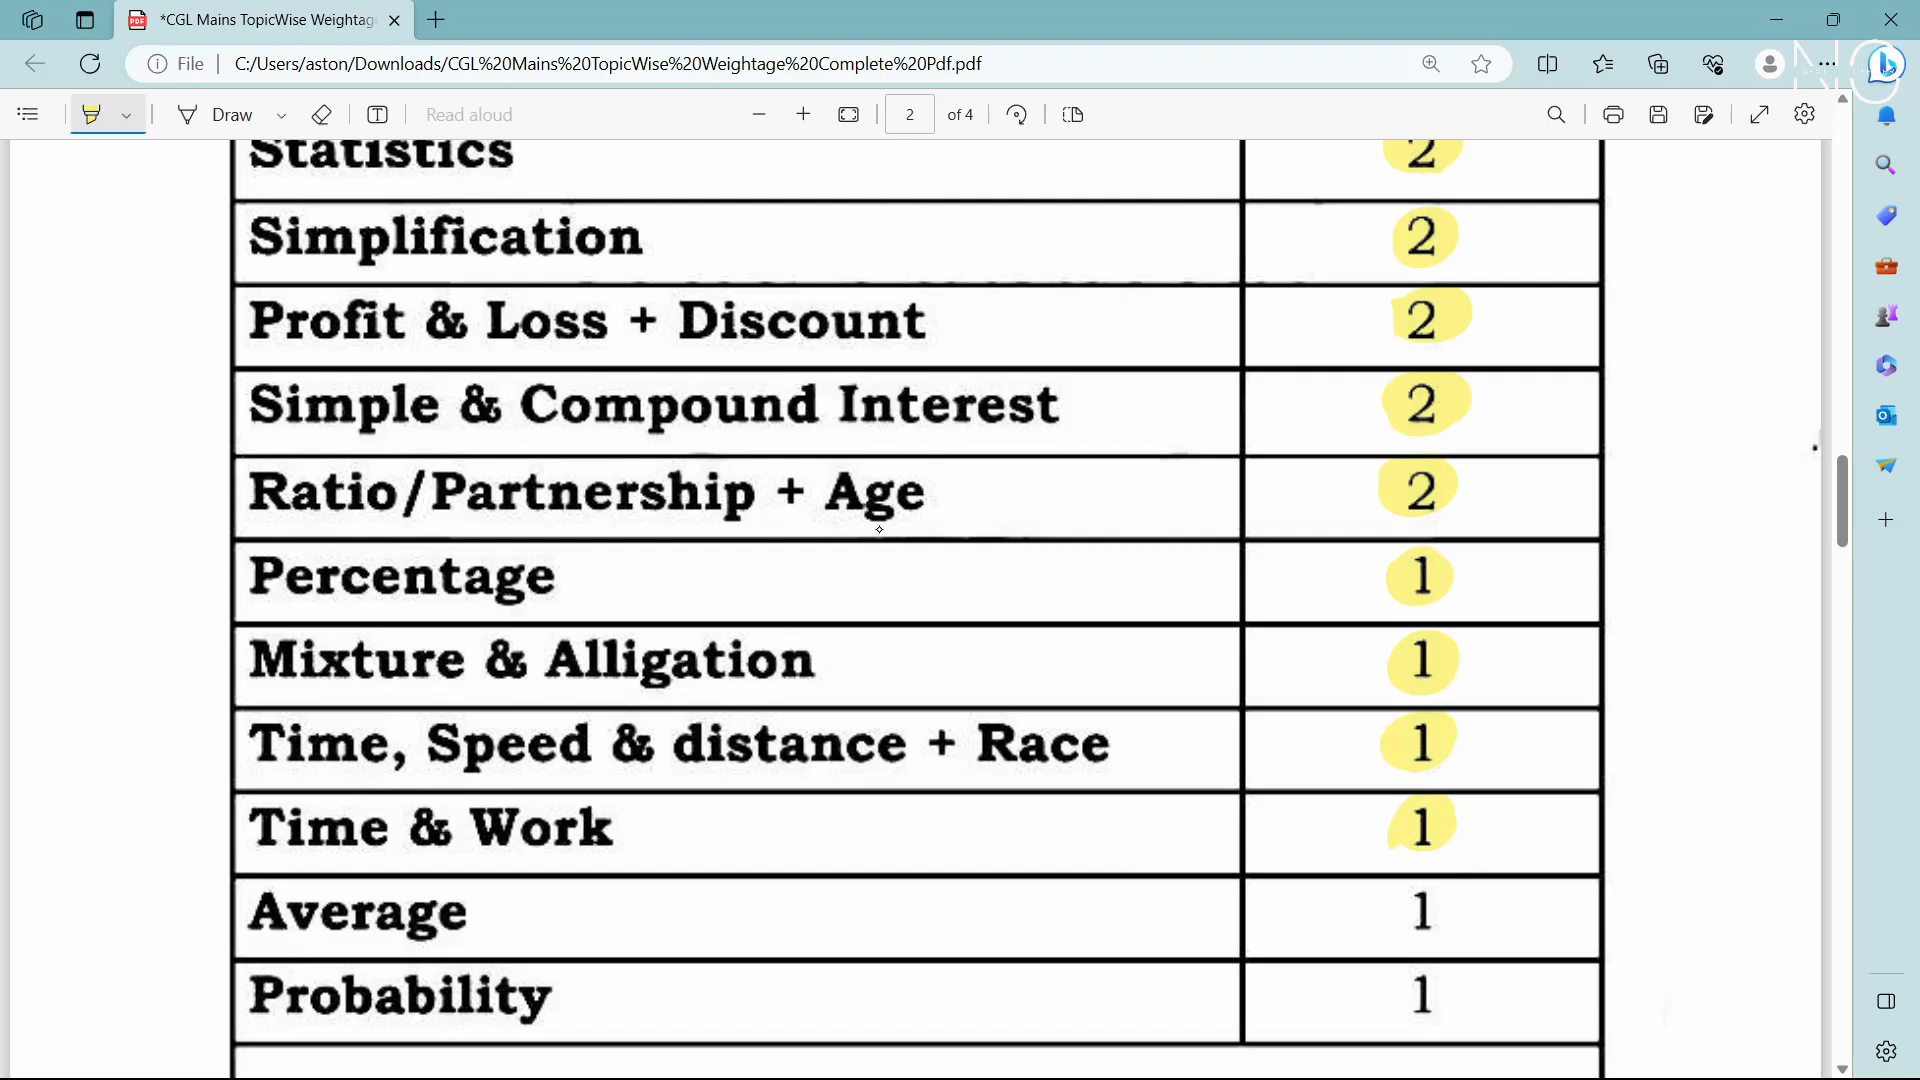 *CGL Mains TopicWise Weightag
File
C:/Users/aston/Downloads/CGL%20Mains%20TopicWise%20Weightage%20Complete%20Pdf.pdf
Draw
Read aloud
2 of 4
Statistics 2
Simplification 2
Profit & Loss + Discount 2
Simple & Compound Interest 2
Ratio/Partnership + Age 2
Percentage 1
Mixture & Alligation 1
Time, Speed & distance + Race 1
Time & Work 1
Average 1
Probability 1